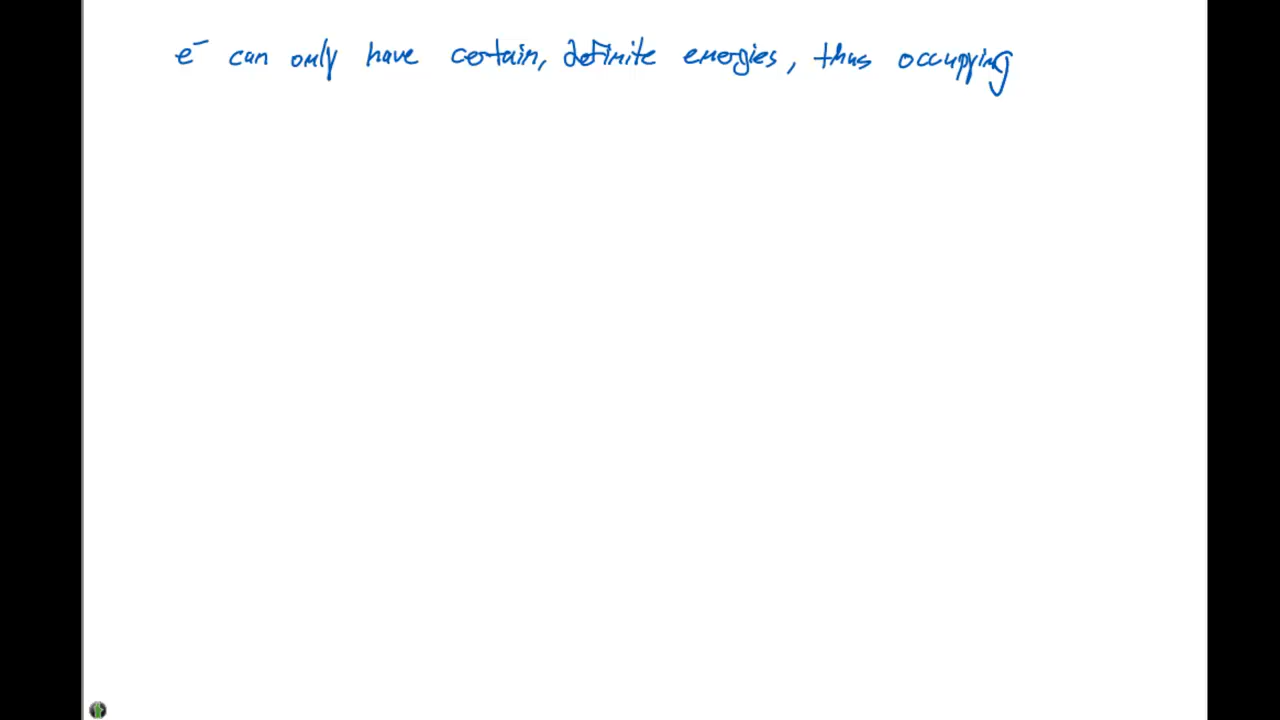 e⁻ can only have certain, definite energies, thus occupying